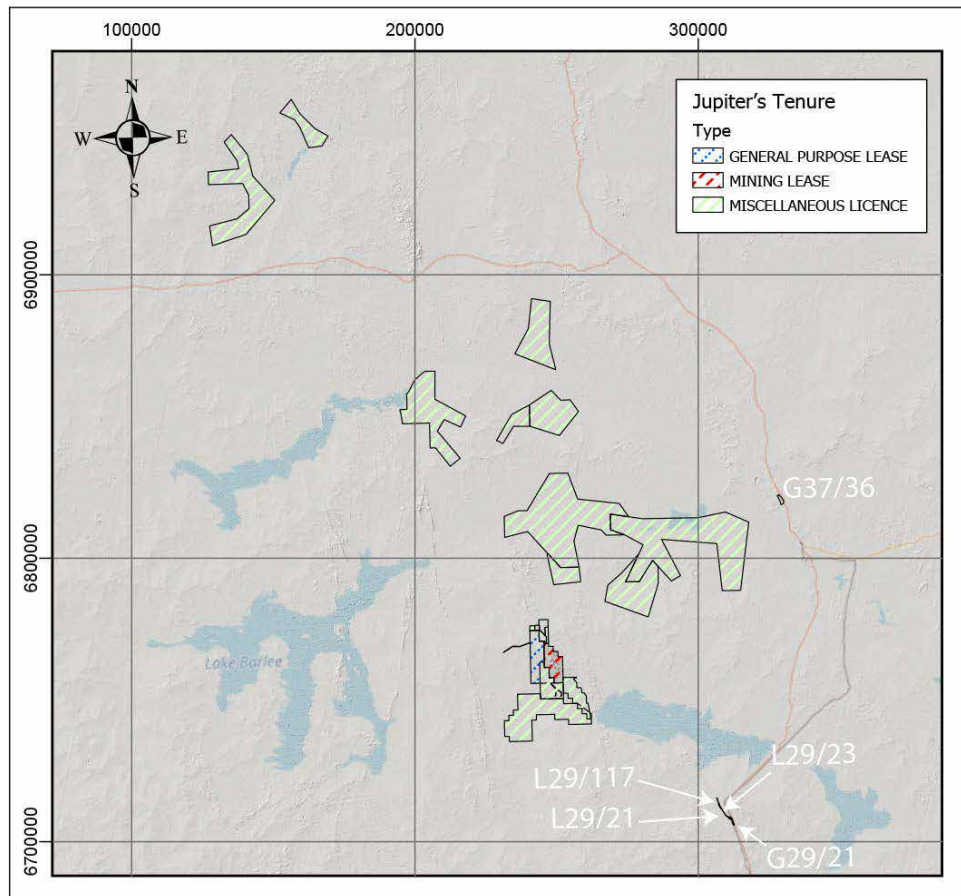 100000
200000
300000
N
W
E
S
Jupiter's Tenure
Type
GENERAL PURPOSE LEASE
MINING LEASE
MISCELLANEOUS LICENCE
6900000
G37/36
6800000
Lake Barlee
L29/23
L29/117
L29/21
6700000
G29/21